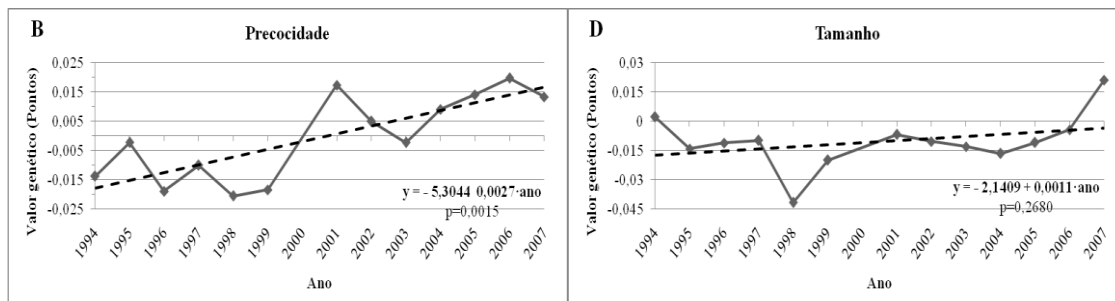 B
Precocidade
Valor genético (Pontos)
0,025
0,015
0,005
-0,005
-0,015
-0,025
y = - 5,3044 0,0027·ano
p=0,0015
1994 1995 1996 1997 1998 1999 2000 2001 2002 2003 2004 2005 2006 2007
Ano
D
Tamanho
Valor genético (Pontos)
0,03
0,015
0
-0,015
-0,03
-0,045
y = - 2,1409 + 0,0011·ano
p=0,2680
1994 1995 1996 1997 1998 1999 2000 2001 2002 2003 2004 2005 2006 2007
Ano